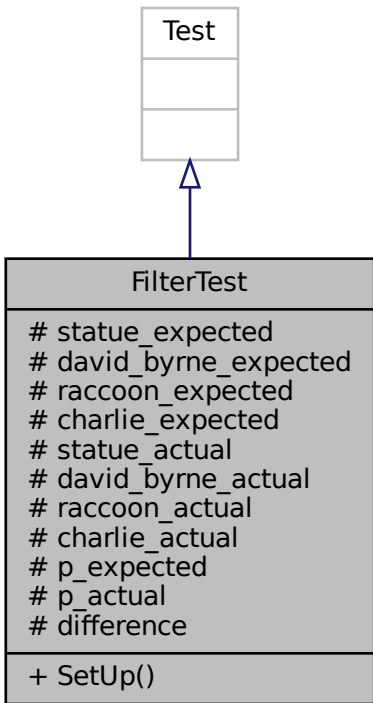 Test
FilterTest
# statue_expected
# david_byrne_expected
# raccoon_expected
# charlie_expected
# statue_actual
# david_byrne_actual
# raccoon_actual
# charlie_actual
# p_expected
# p_actual
# difference
+ SetUp()